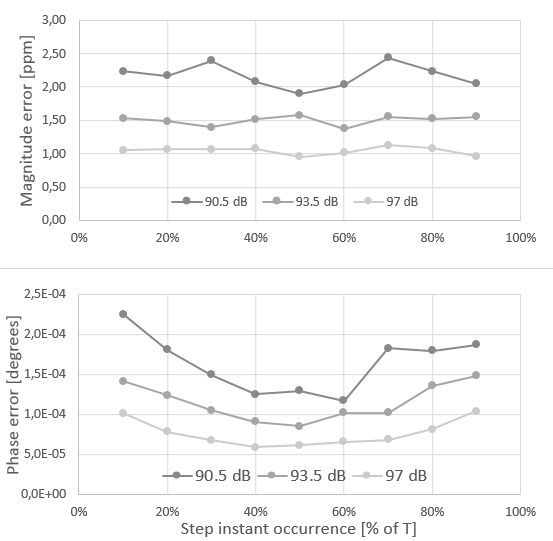 3,00
2,50
2,00
1,50
1,00
0,50
0,00
Magnitude error [ppm]
90.5 dB 93.5 dB 97 dB
0% 20% 40% 60% 80% 100%
2,5E-04
2,0E-04
1,5E-04
1,0E-04
5,0E-05
0,0E+00
Phase error [degrees]
90.5 dB 93.5 dB 97 dB
0% 20% 40% 60% 80% 100%
Step instant occurrence [% of T]